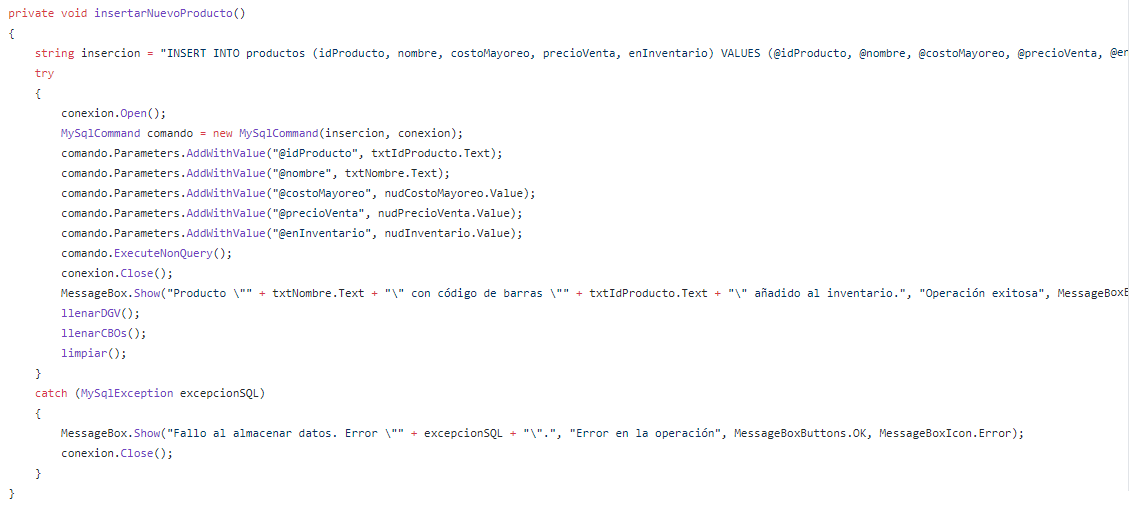 private void insertarNuevoProducto()
{
    string insercion = "INSERT INTO productos (idProducto, nombre, costoMayoreo, precioVenta, enInventario) VALUES (@idProducto, @nombre, @costoMayoreo, @precioVenta, @en
    try
    {
        conexion.Open();
        MySqlCommand comando = new MySqlCommand(insercion, conexion);
        comando.Parameters.AddWithValue("@idProducto", txtIdProducto.Text);
        comando.Parameters.AddWithValue("@nombre", txtNombre.Text);
        comando.Parameters.AddWithValue("@costoMayoreo", nudCostoMayoreo.Value);
        comando.Parameters.AddWithValue("@precioVenta", nudPrecioVenta.Value);
        comando.Parameters.AddWithValue("@enInventario", nudInventario.Value);
        comando.ExecuteNonQuery();
        conexion.Close();
        MessageBox.Show("Producto \"" + txtNombre.Text + "\" con código de barras \"" + txtIdProducto.Text + "\" añadido al inventario.", "Operación exitosa", MessageBox
        llenarDGV();
        llenarCBOs();
        limpiar();
    }
    catch (MySqlException excepcionSQL)
    {
        MessageBox.Show("Fallo al almacenar datos. Error \"" + excepcionSQL + "\".", "Error en la operación", MessageBoxButtons.OK, MessageBoxIcon.Error);
        conexion.Close();
    }
}